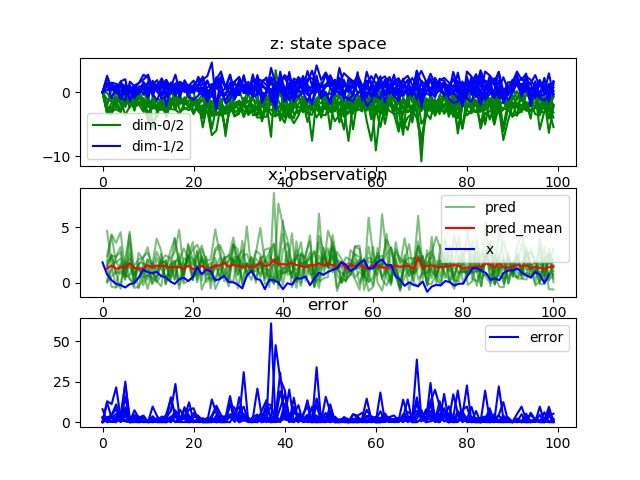 z: state space
0
−10
dim-0/2
dim-1/2
0 20 40 60 80 100
x: observation
5
0
pred
pred_mean
x
0 20 40 60 80 100
error
50
25
0
error
0 20 40 60 80 100